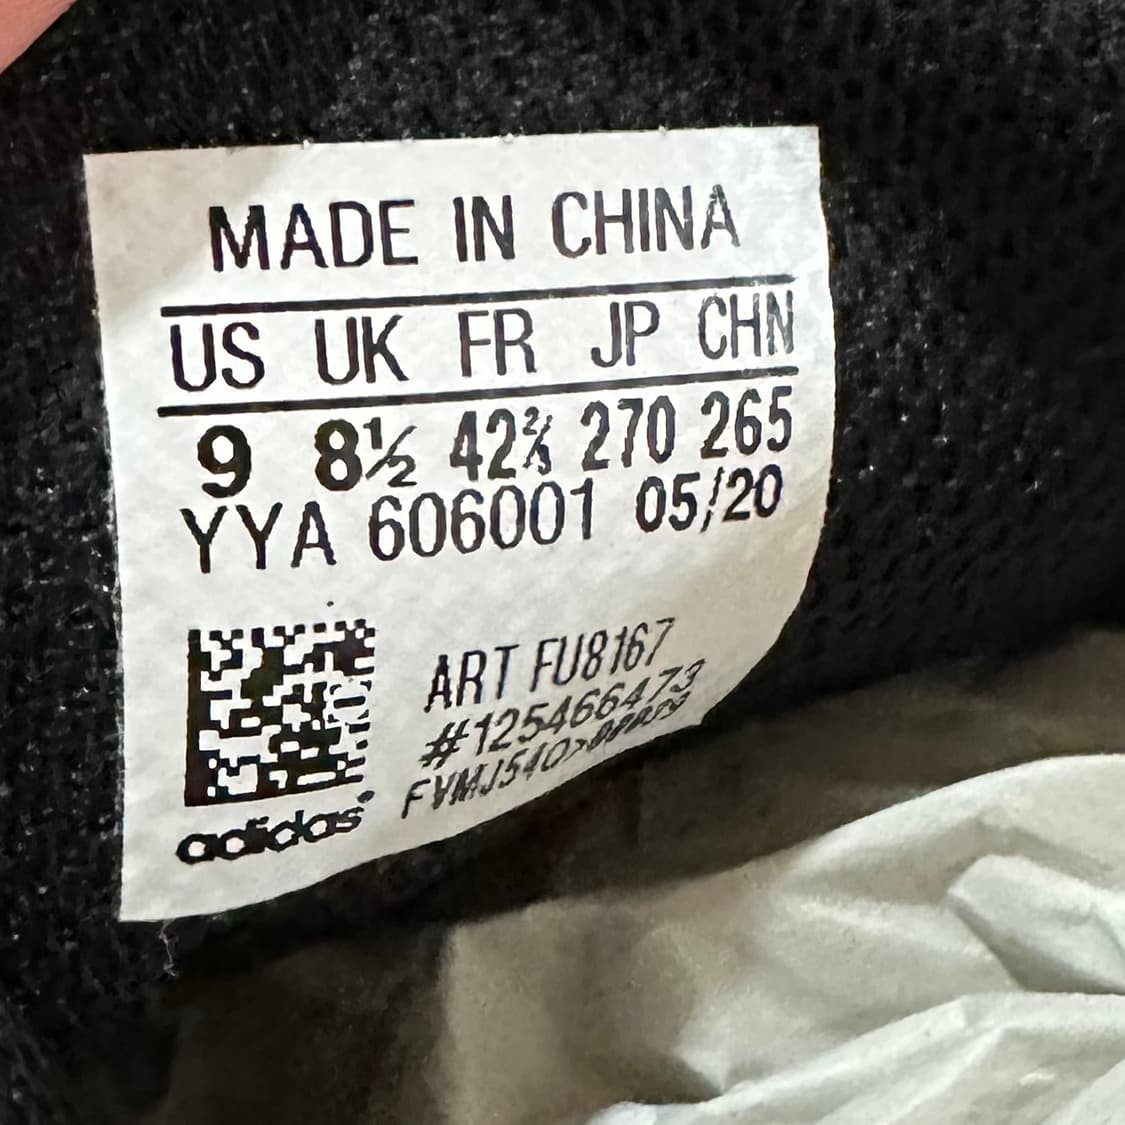 MADE IN CHINA
US UK FR JP CHN
9 8½ 42⅔ 270 265
YYA 606001 05/20
ART FU8167
#125466473
adidas®